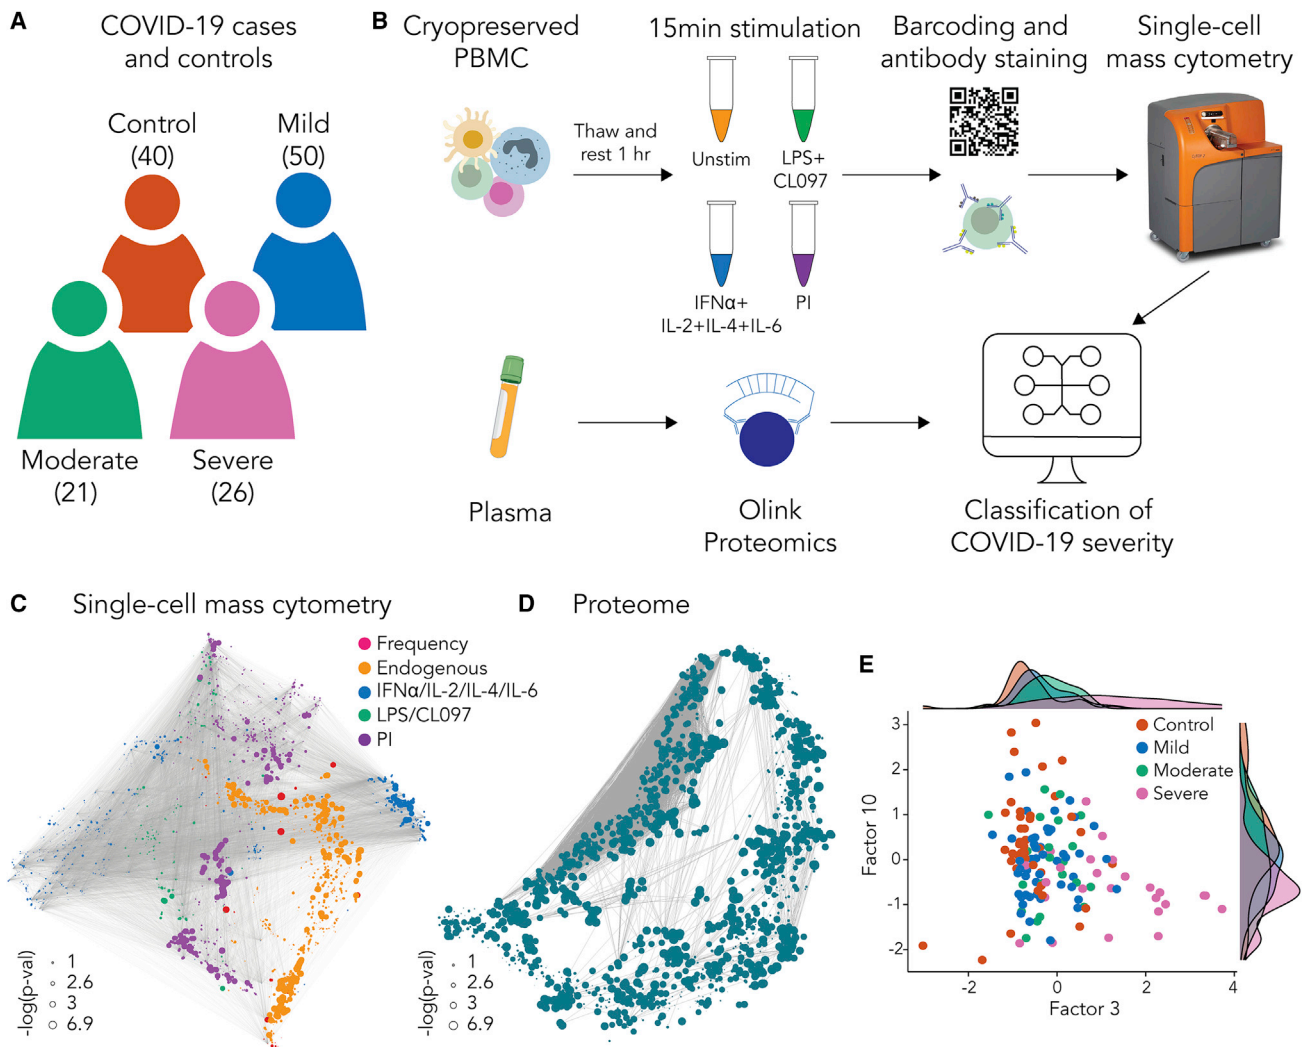 A
COVID-19 cases
and controls
Control
(40)
Mild
(50)
Moderate
(21)
Severe
(26)
B
Cryopreserved
PBMC
Thaw and
rest 1 hr
15min stimulation
Unstim
LPS+
CL097
IFNα+
IL-2+IL-4+IL-6
PI
Barcoding and
antibody staining
Single-cell
mass cytometry
Plasma
Olink
Proteomics
Classification of
COVID-19 severity
C
Single-cell mass cytometry
Frequency
Endogenous
IFNα/IL-2/IL-4/IL-6
LPS/CL097
PI
-log(p-val)
1
2.6
3
6.9
D
Proteome
-log(p-val)
1
2.6
3
6.9
E
Control
Mild
Moderate
Severe
Factor 10
3
2
1
0
-1
-2
-2 0 2 4
Factor 3